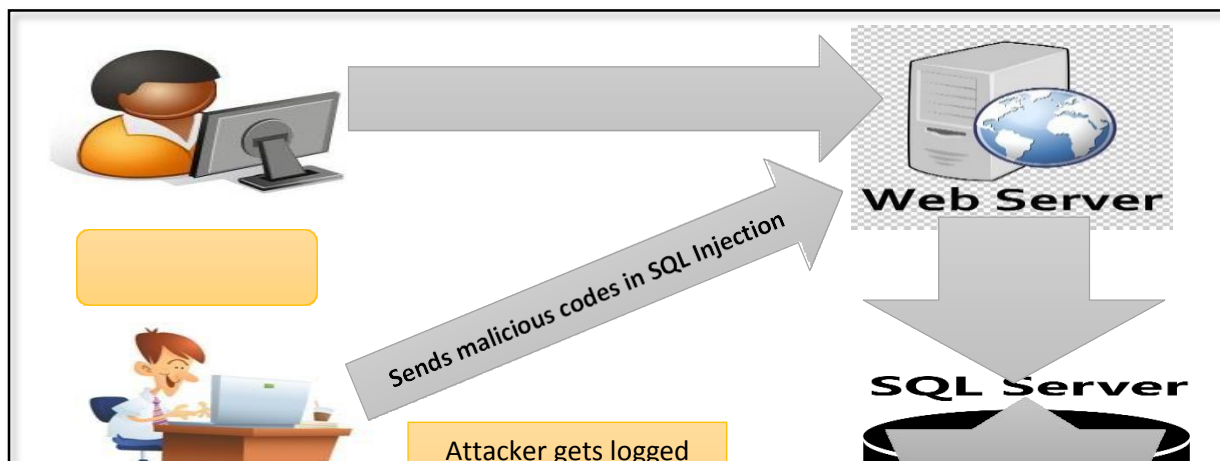 Web Server
Sends malicious codes in SQL Injection
SQL Server
Attacker gets logged